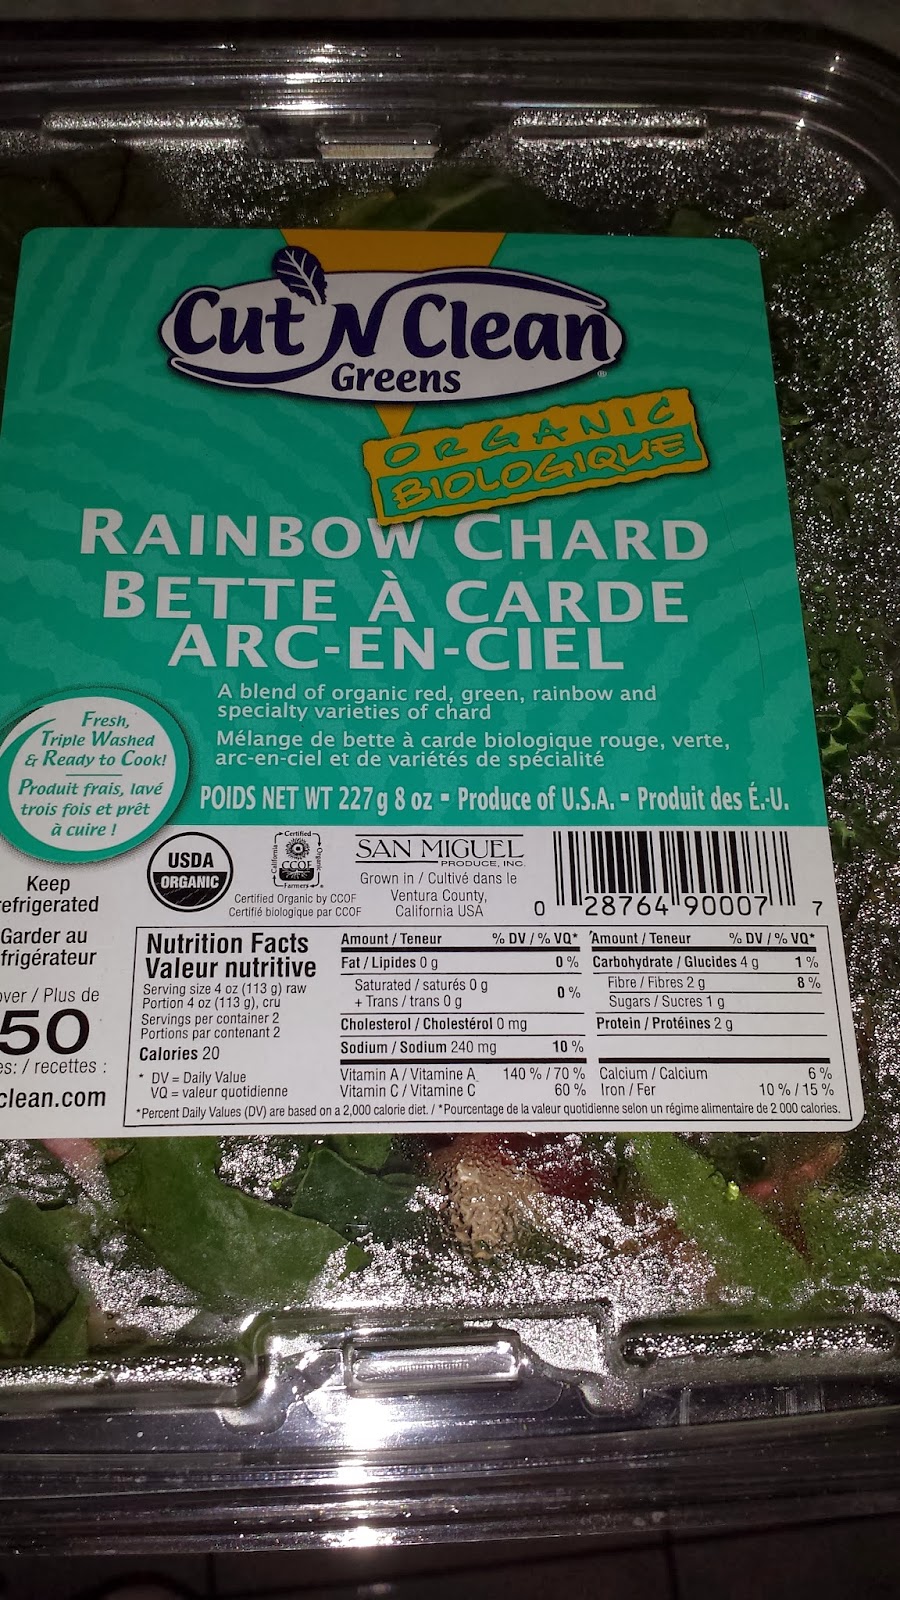 Cut 'N Clean
Greens
ORGANIC
BIOLOGIQUE
RAINBOW CHARD
BETTE À CARDE
ARC-EN-CIEL
A blend of organic red, green, rainbow and
specialty varieties of chard
Mélange de bette à carde biologique rouge, verte,
arc-en-ciel et de variétés de spécialité
POIDS NET WT 227 g 8 oz - Produce of U.S.A. - Produit des É.-U.
Fresh,
Triple Washed
& Ready to Cook!
Produit frais, lavé
trois fois et prêt
à cuire !
Keep
efrigerated
Garder au
frigérateur
over / Plus de
50
es: / recettes :
clean.com
USDA
ORGANIC
Certified
California
CCOF
Organic
Farmers
Certified Organic by CCOF
Certifié biologique par CCOF
SAN MIGUEL
PRODUCE, INC.
Grown in / Cultivé dans le
Ventura County,
California USA
0 28764 90007 7
Nutrition Facts
Valeur nutritive
Serving size 4 oz (113 g) raw
Portion 4 oz (113 g), cru
Servings per container 2
Portions par contenant 2
Calories 20
* DV = Daily Value
VQ = valeur quotidienne
Amount / Teneur % DV / % VQ*
Fat / Lipides 0 g 0 %
Saturated / saturés 0 g
+ Trans / trans 0 g 0 %
Cholesterol / Cholestérol 0 mg
Sodium / Sodium 240 mg 10 %
Amount / Teneur % DV / % VQ*
Carbohydrate / Glucides 4 g 1 %
Fibre / Fibres 2 g 8 %
Sugars / Sucres 1 g
Protein / Protéines 2 g
Vitamin A / Vitamine A 140 % / 70 %
Vitamin C / Vitamine C 60 %
Calcium / Calcium 6 %
Iron / Fer 10 % / 15 %
*Percent Daily Values (DV) are based on a 2,000 calorie diet. / *Pourcentage de la valeur quotidienne selon un régime alimentaire de 2 000 calories.